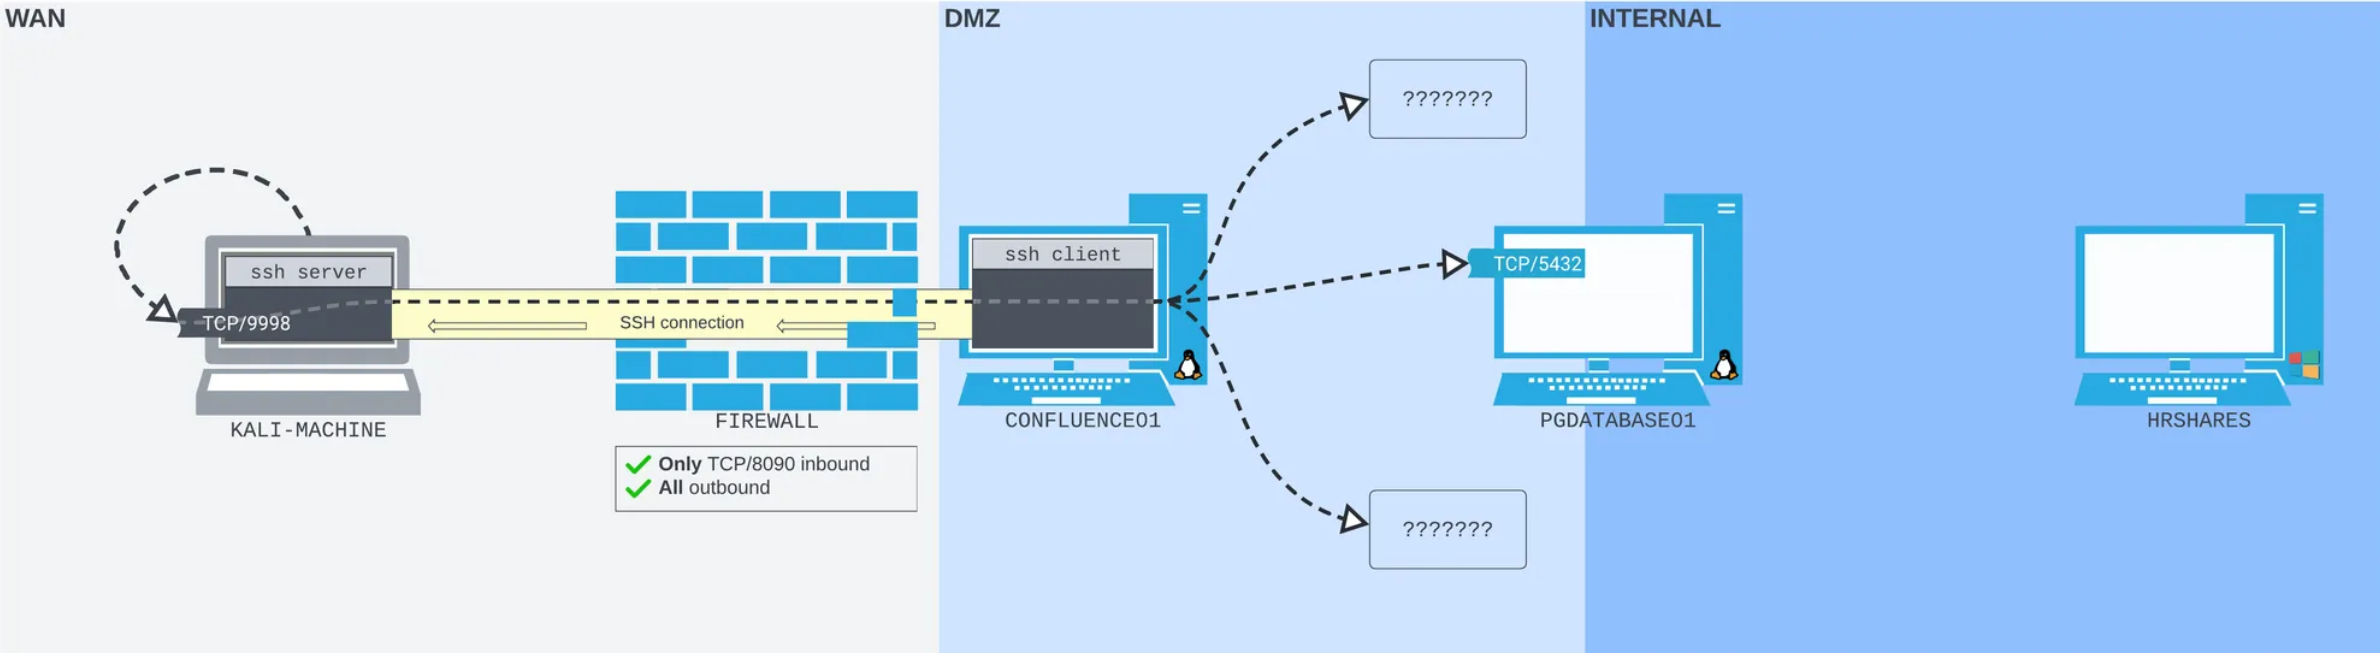 WAN
DMZ
INTERNAL
???????
ssh server
TCP/9998
SSH connection
ssh client
TCP/5432
KALI-MACHINE
FIREWALL
CONFLUENCE01
PGDATABASE01
HRSHARES
Only TCP/8090 inbound
All outbound
???????